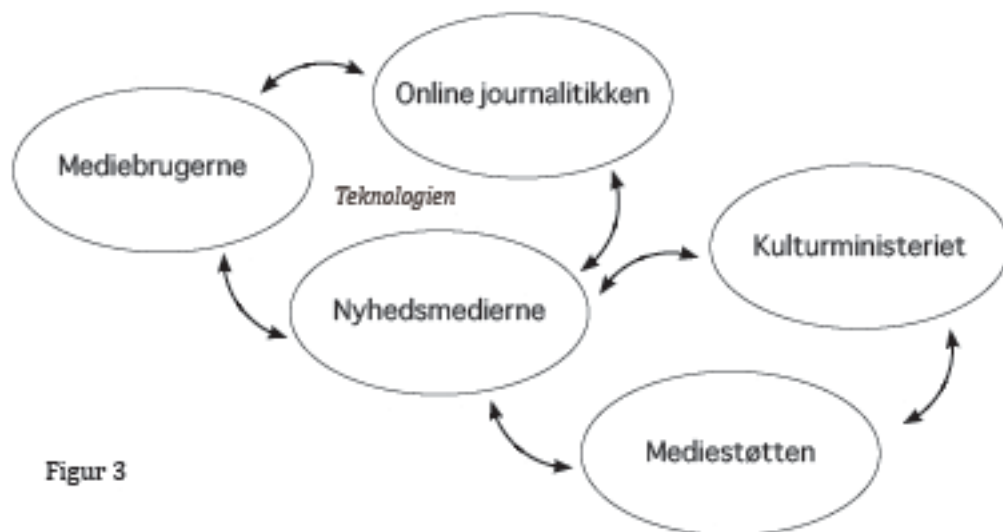 Online journalitikken
Mediebrugerne
Teknologien
Kulturministeriet
Nyhedsmedierne
Mediestøtten
Figur 3